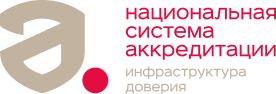 национальная
система
аккредитации
инфраструктура
доверия